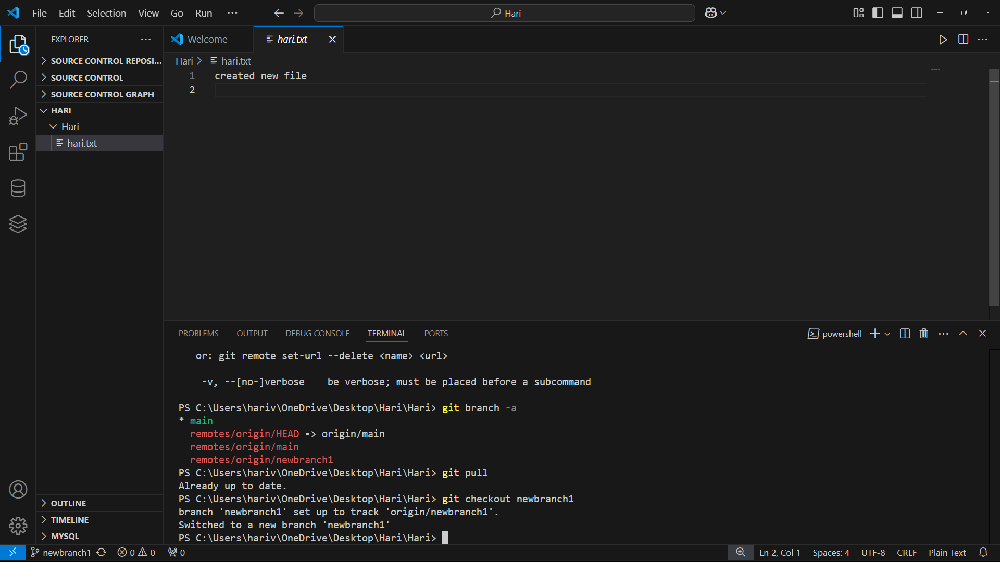 File Edit Selection View Go Run ··· Hari
EXPLORER ···
SOURCE CONTROL REPOSI...
SOURCE CONTROL
SOURCE CONTROL GRAPH
HARI
Hari
hari.txt
OUTLINE
TIMELINE
MYSQL
Welcome hari.txt
Hari > hari.txt
1 created new file
2
PROBLEMS OUTPUT DEBUG CONSOLE TERMINAL PORTS powershell
or: git remote set-url --delete <name> <url>
-v, --[no-]verbose be verbose; must be placed before a subcommand
PS C:\Users\hariv\OneDrive\Desktop\Hari\Hari> git branch -a
* main
remotes/origin/HEAD -> origin/main
remotes/origin/main
remotes/origin/newbranch1
PS C:\Users\hariv\OneDrive\Desktop\Hari\Hari> git pull
Already up to date.
PS C:\Users\hariv\OneDrive\Desktop\Hari\Hari> git checkout newbranch1
branch 'newbranch1' set up to track 'origin/newbranch1'.
Switched to a new branch 'newbranch1'
PS C:\Users\hariv\OneDrive\Desktop\Hari\Hari>
newbranch1 0 0 0 Ln 2, Col 1 Spaces: 4 UTF-8 CRLF Plain Text